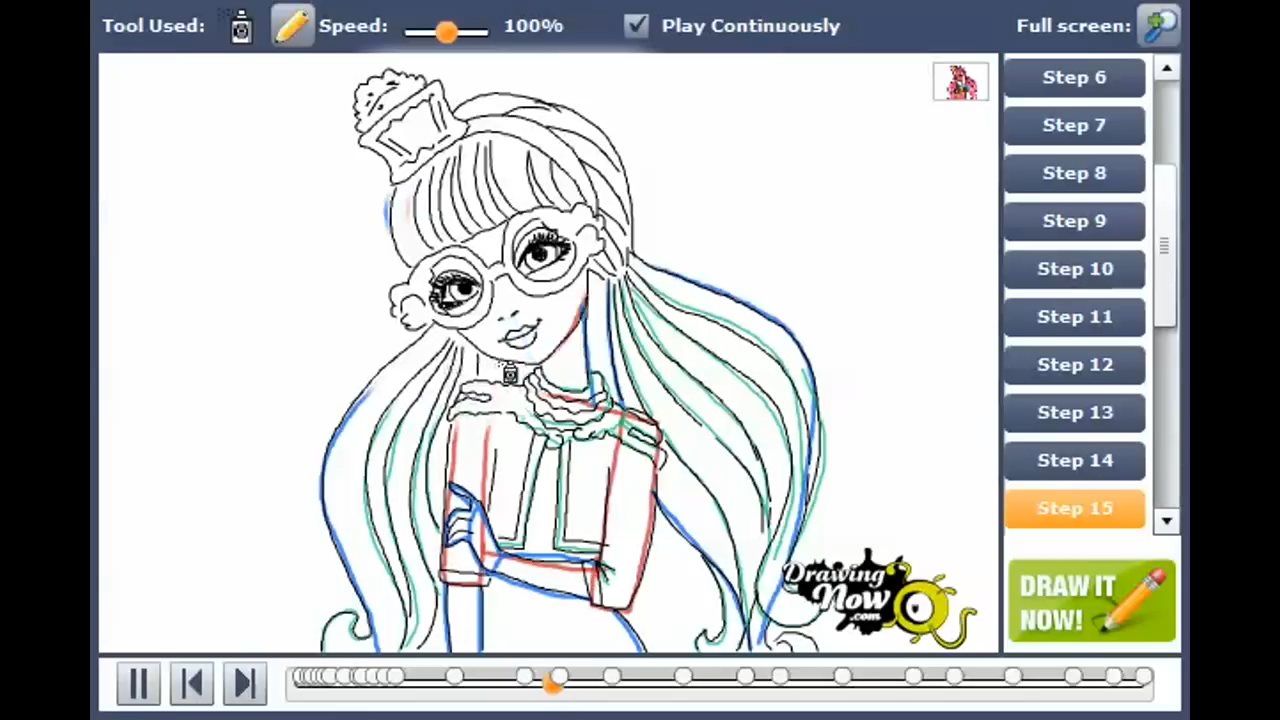 Tool Used: Speed: 100% Play Continuously Full screen:
Step 6
Step 7
Step 8
Step 9
Step 10
Step 11
Step 12
Step 13
Step 14
Step 15
Drawing
Now
.com
DRAW IT
NOW!